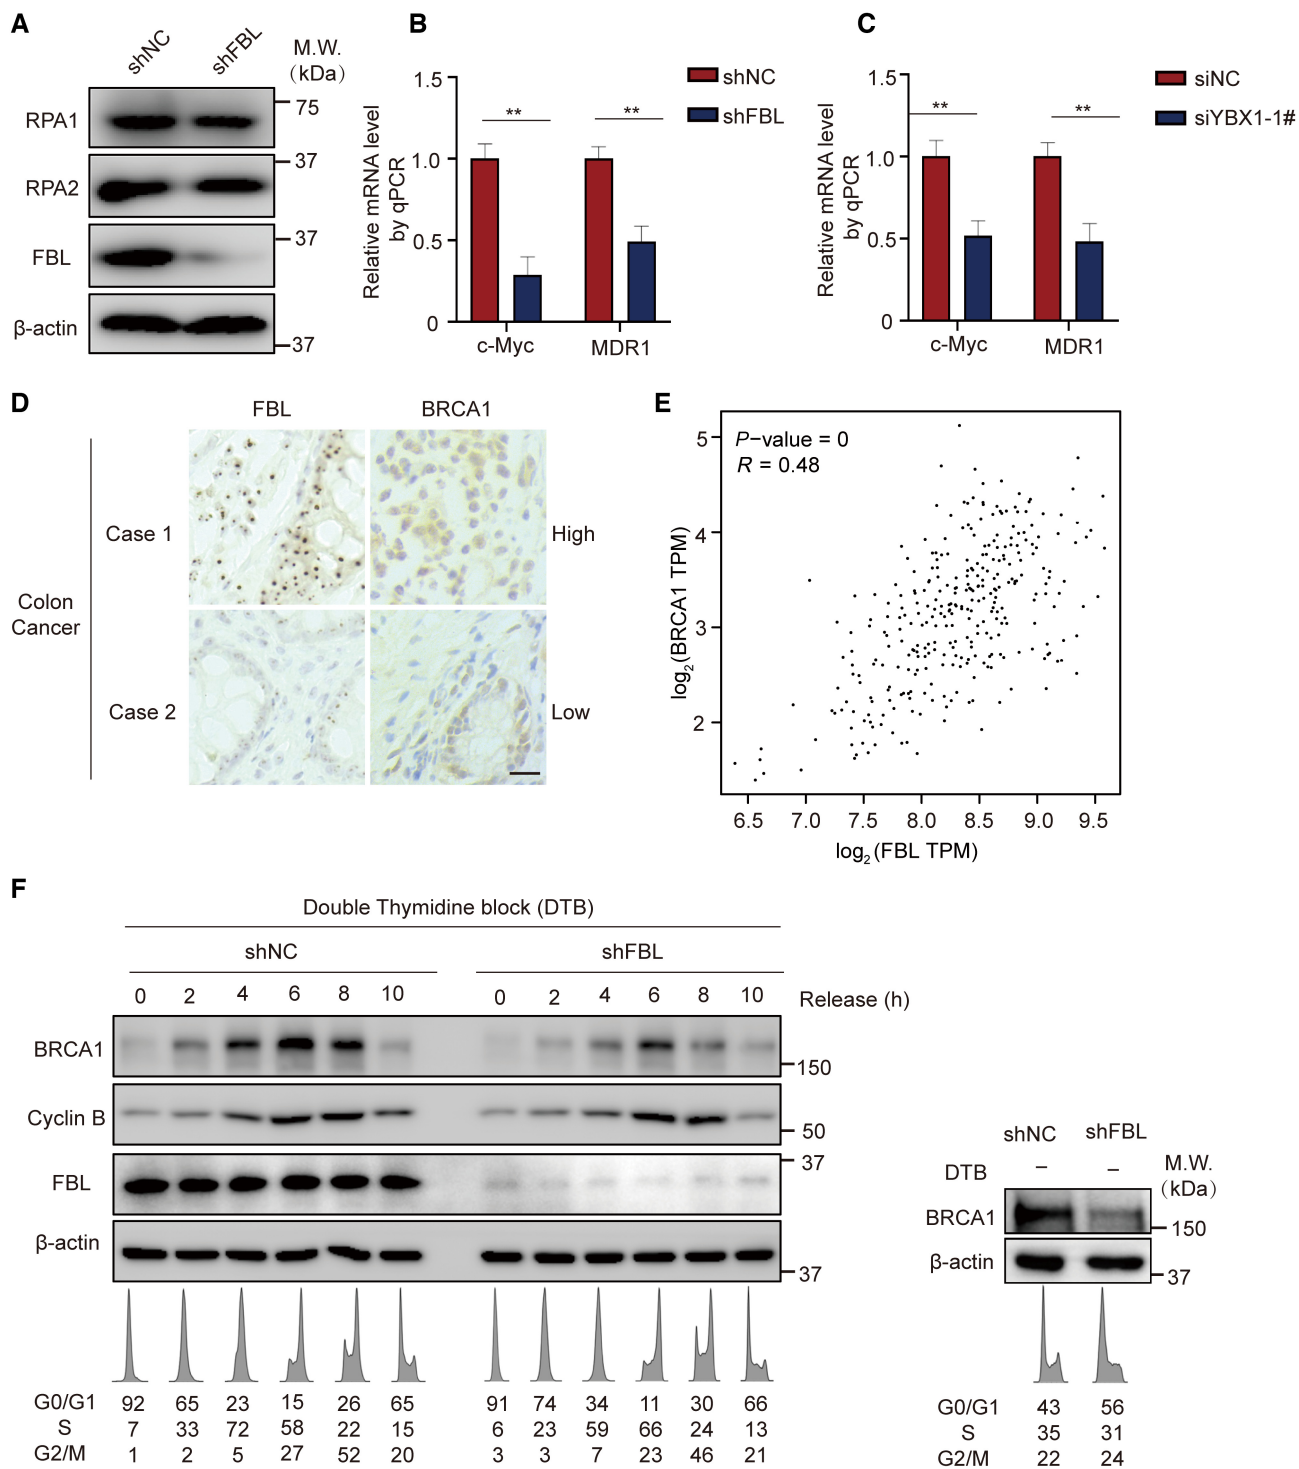 A
shNC
shFBL
M.W.
(kDa)
RPA1
75
RPA2
37
FBL
37
β-actin
37
B
Relative mRNA level
by qPCR
1.5
1.0
0.5
0
**
**
c-Myc
MDR1
shNC
shFBL
C
Relative mRNA level
by qPCR
1.5
1.0
0.5
0
**
**
c-Myc
MDR1
siNC
siYBX1-1#
D
FBL
BRCA1
Colon
Cancer
Case 1
High
Case 2
Low
E
P-value = 0
R = 0.48
log2(BRCA1 TPM)
5
4
3
2
6.5 7.0 7.5 8.0 8.5 9.0 9.5
log2(FBL TPM)
F
Double Thymidine block (DTB)
shNC shFBL
0 2 4 6 8 10 0 2 4 6 8 10 Release (h)
BRCA1
150
Cyclin B
50
FBL
37
β-actin
37
G0/G1 92 65 23 15 26 65 91 74 34 11 30 66
S 7 33 72 58 22 15 6 23 59 66 24 13
G2/M 1 2 5 27 52 20 3 3 7 23 46 21
shNC shFBL
DTB − − M.W.
(kDa)
BRCA1
150
β-actin
37
G0/G1 43 56
S 35 31
G2/M 22 24